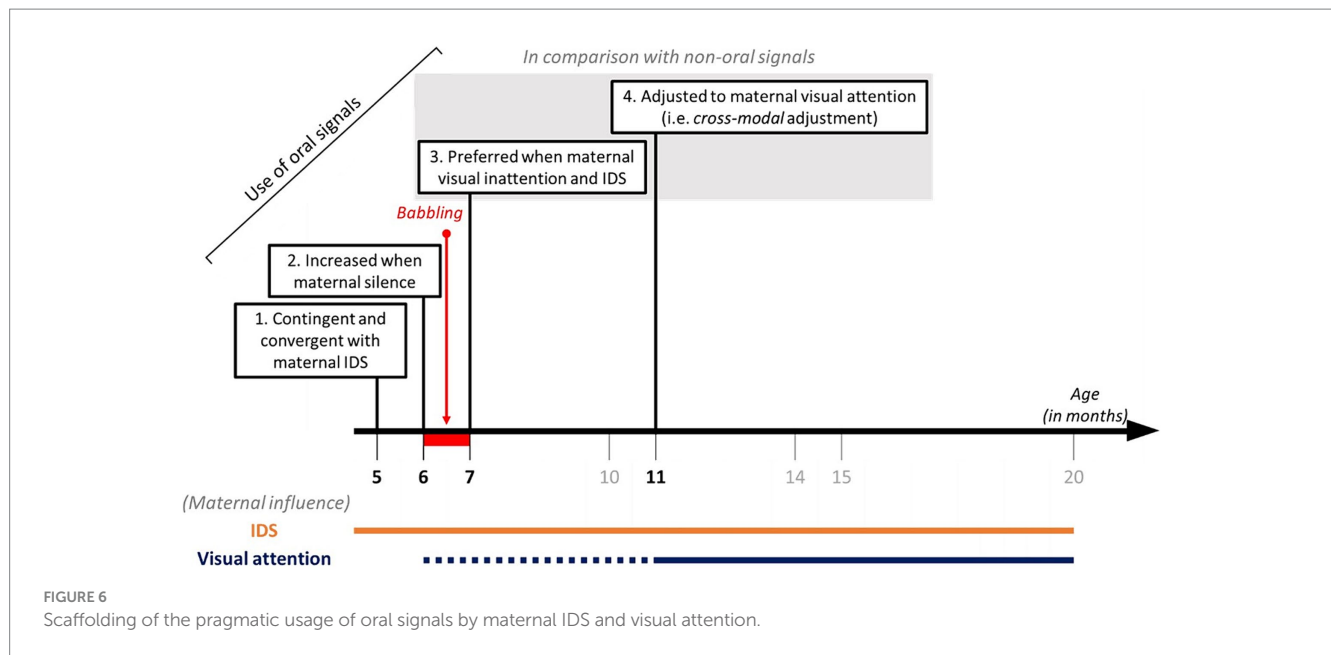 In comparison with non-oral signals
Use of oral signals
4. Adjusted to maternal visual attention
(i.e. cross-modal adjustment)
3. Preferred when maternal
visual inattention and IDS
Babbling
2. Increased when
maternal silence
1. Contingent and
convergent with
maternal IDS
Age
(in months)
5 6 7 10 11 14 15 20
(Maternal influence)
IDS
Visual attention
FIGURE 6
Scaffolding of the pragmatic usage of oral signals by maternal IDS and visual attention.